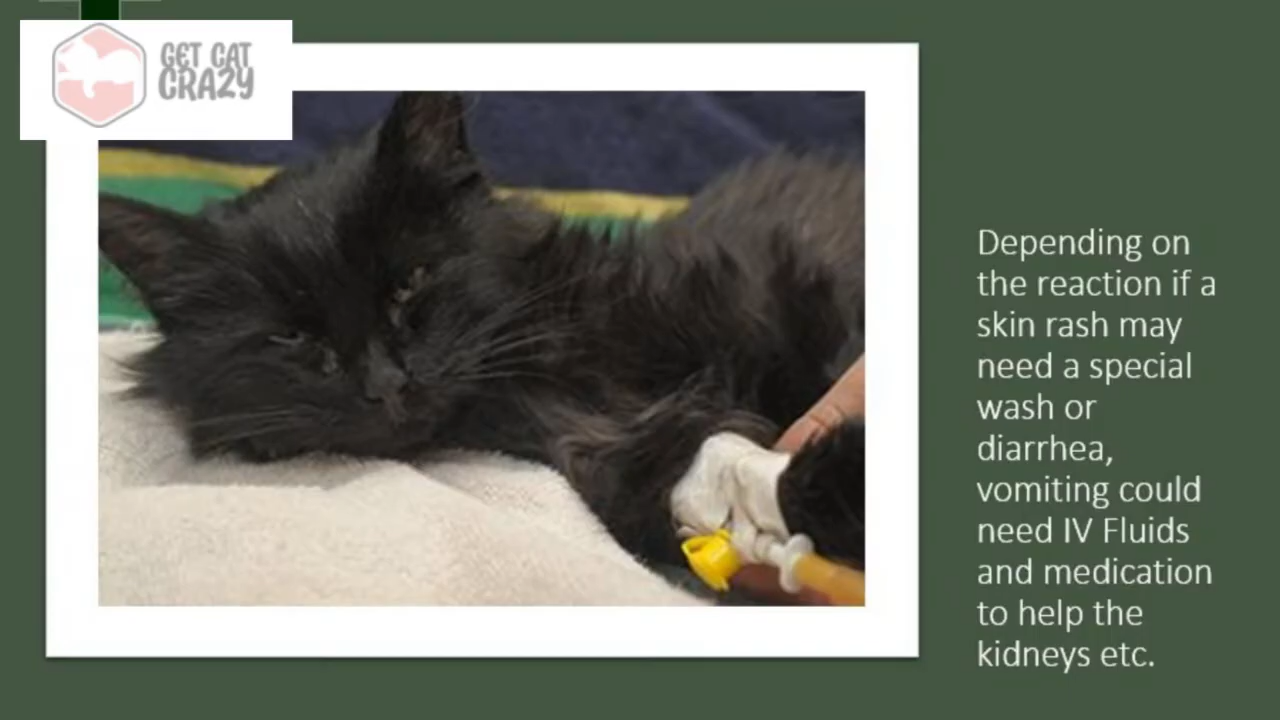 GET CAT
CRAZY
Depending on
the reaction if a
skin rash may
need a special
wash or
diarrhea,
vomiting could
need IV Fluids
and medication
to help the
kidneys etc.